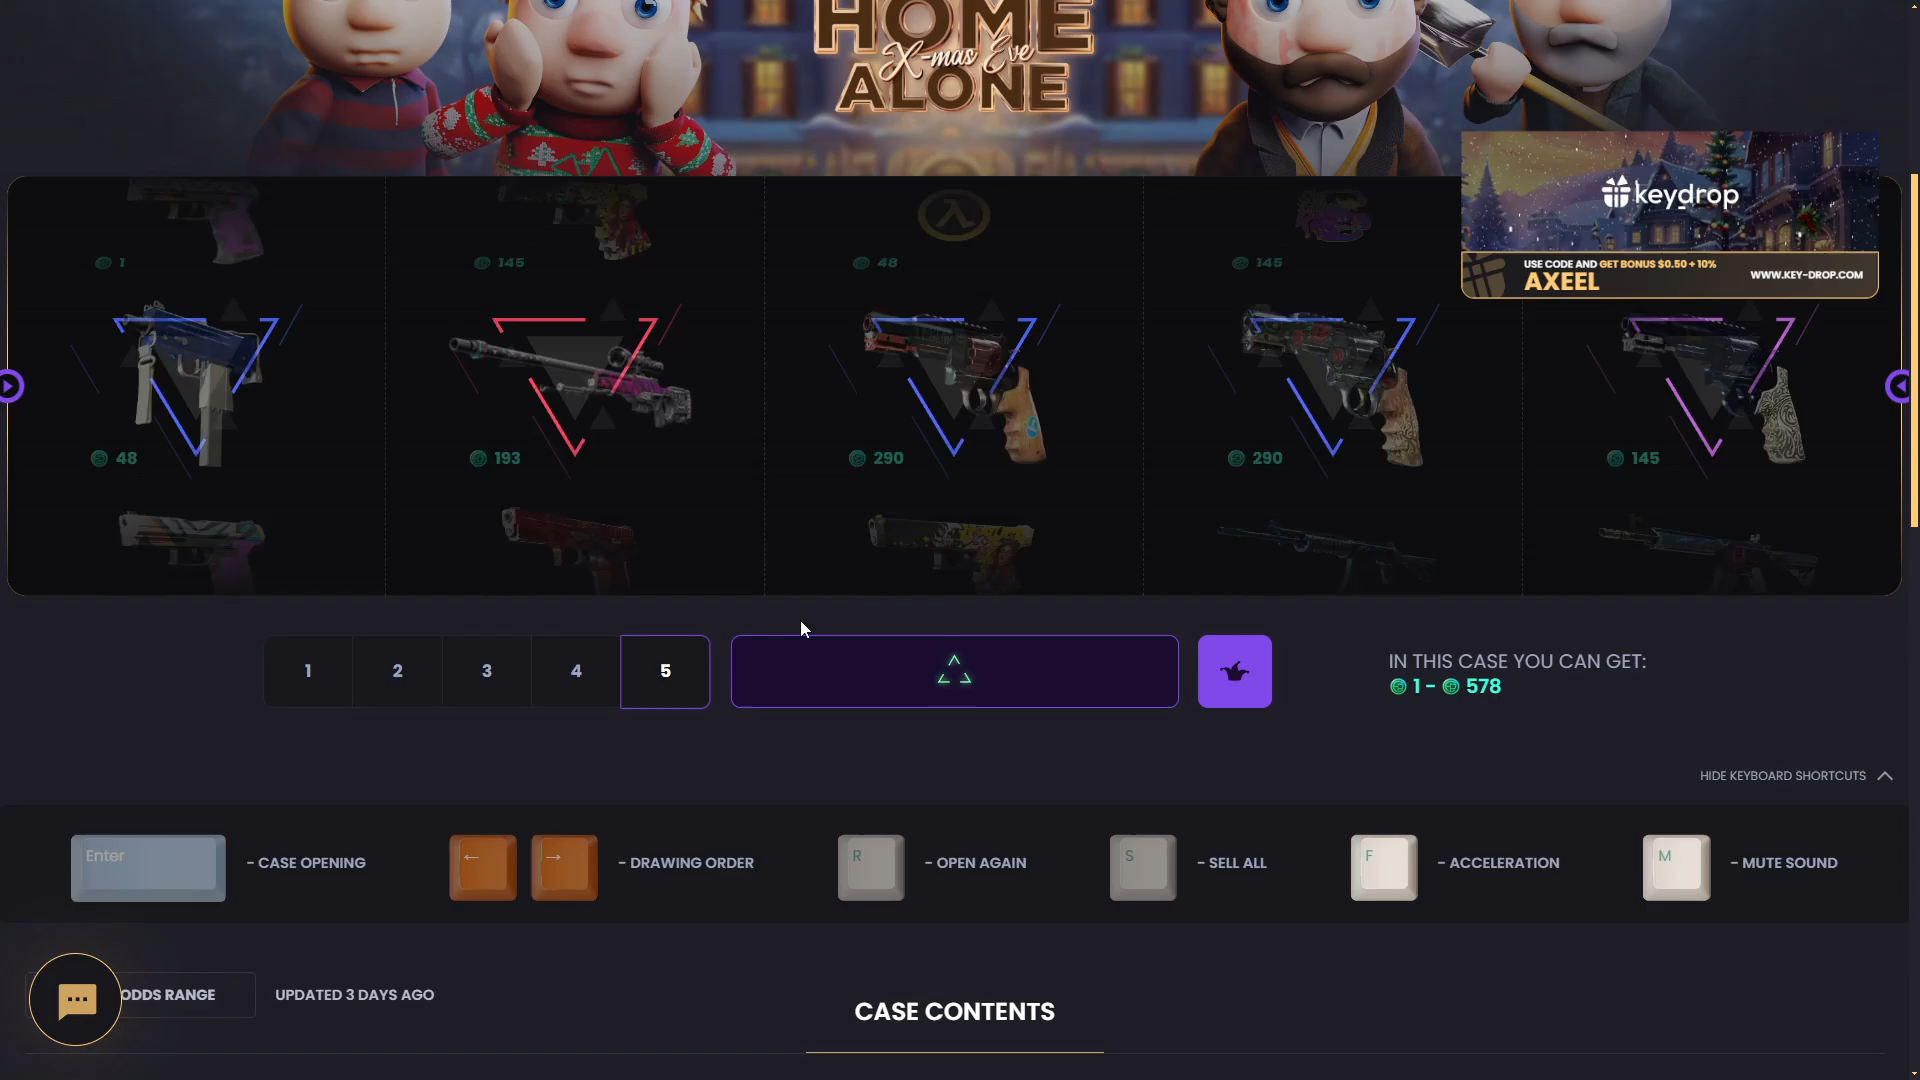 HOME
X-mas Eve
ALONE
keydrop
USE CODE AND GET BONUS $0.50 + 10%
AXEEL
WWW.KEY-DROP.COM
1
145
48
145
48
193
290
290
145
1
2
3
4
5
IN THIS CASE YOU CAN GET:
1 - 578
HIDE KEYBOARD SHORTCUTS
Enter
- CASE OPENING
←
→
- DRAWING ORDER
R
- OPEN AGAIN
S
- SELL ALL
F
- ACCELERATION
M
- MUTE SOUND
ODDS RANGE
UPDATED 3 DAYS AGO
CASE CONTENTS